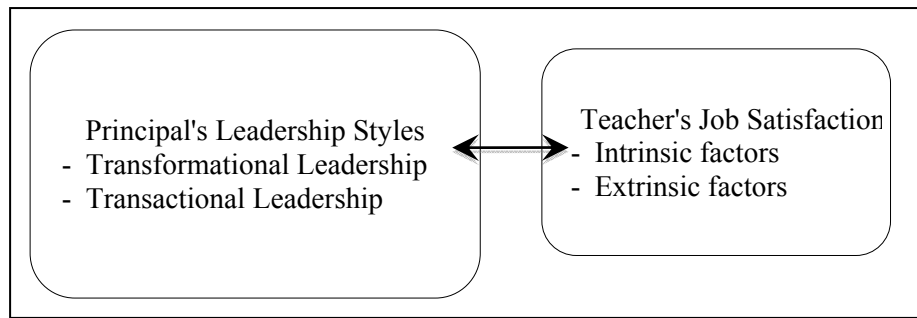 Principal's Leadership Styles
- Transformational Leadership
- Transactional Leadership
Teacher's Job Satisfaction
- Intrinsic factors
- Extrinsic factors